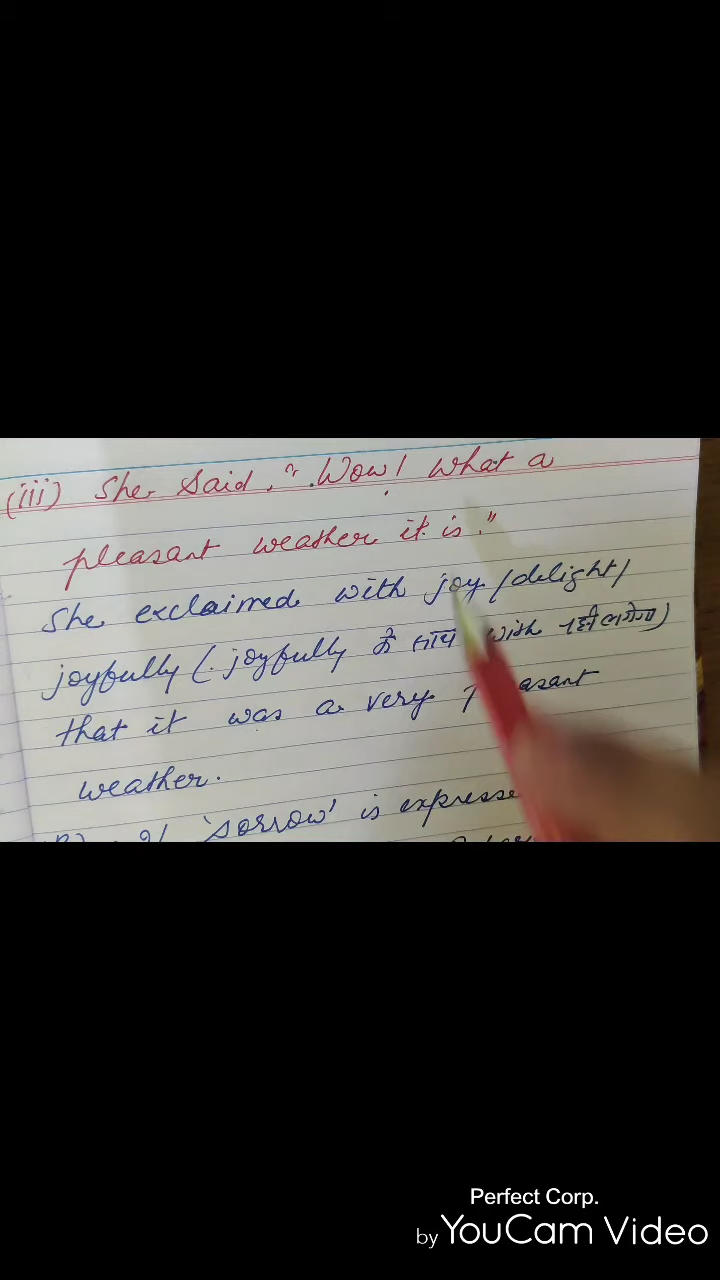 (iii) She said, " Wow! What a
pleasant weather it is."
She exclaimed with joy/delight/
joyfully (joyfully के साथ with नहीं लगेगा)
that it was a very
weather.
'sorrow' is
Perfect Corp.
by YouCam Video